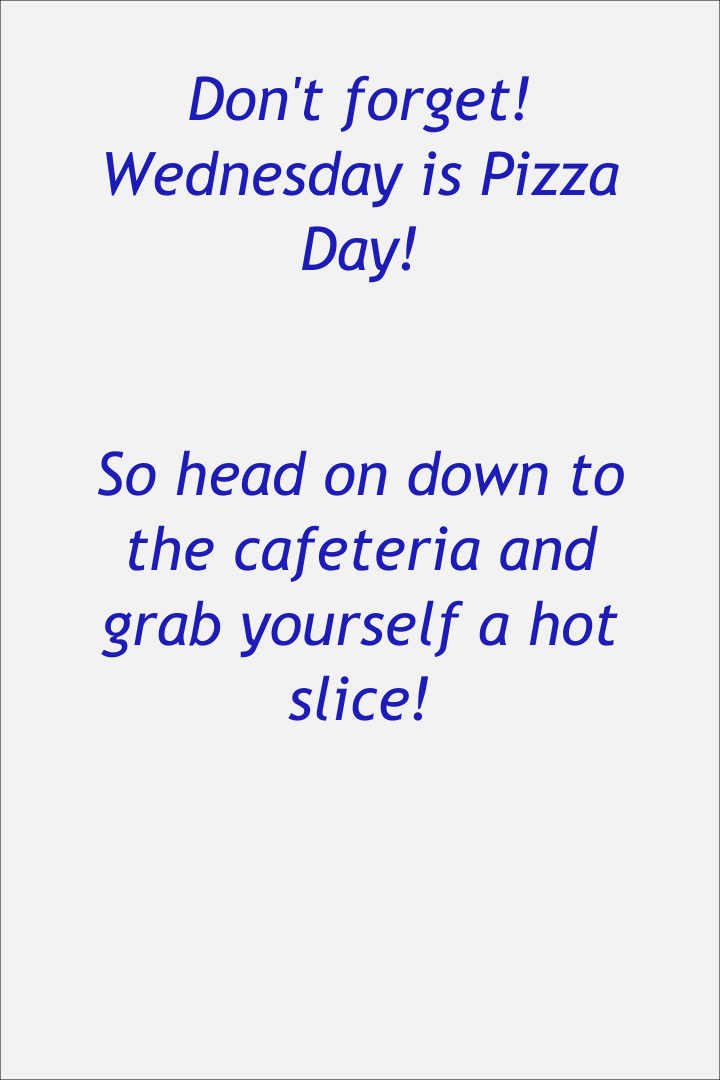 Don't forget!
Wednesday is Pizza
Day!
So head on down to
the cafeteria and
grab yourself a hot
slice!